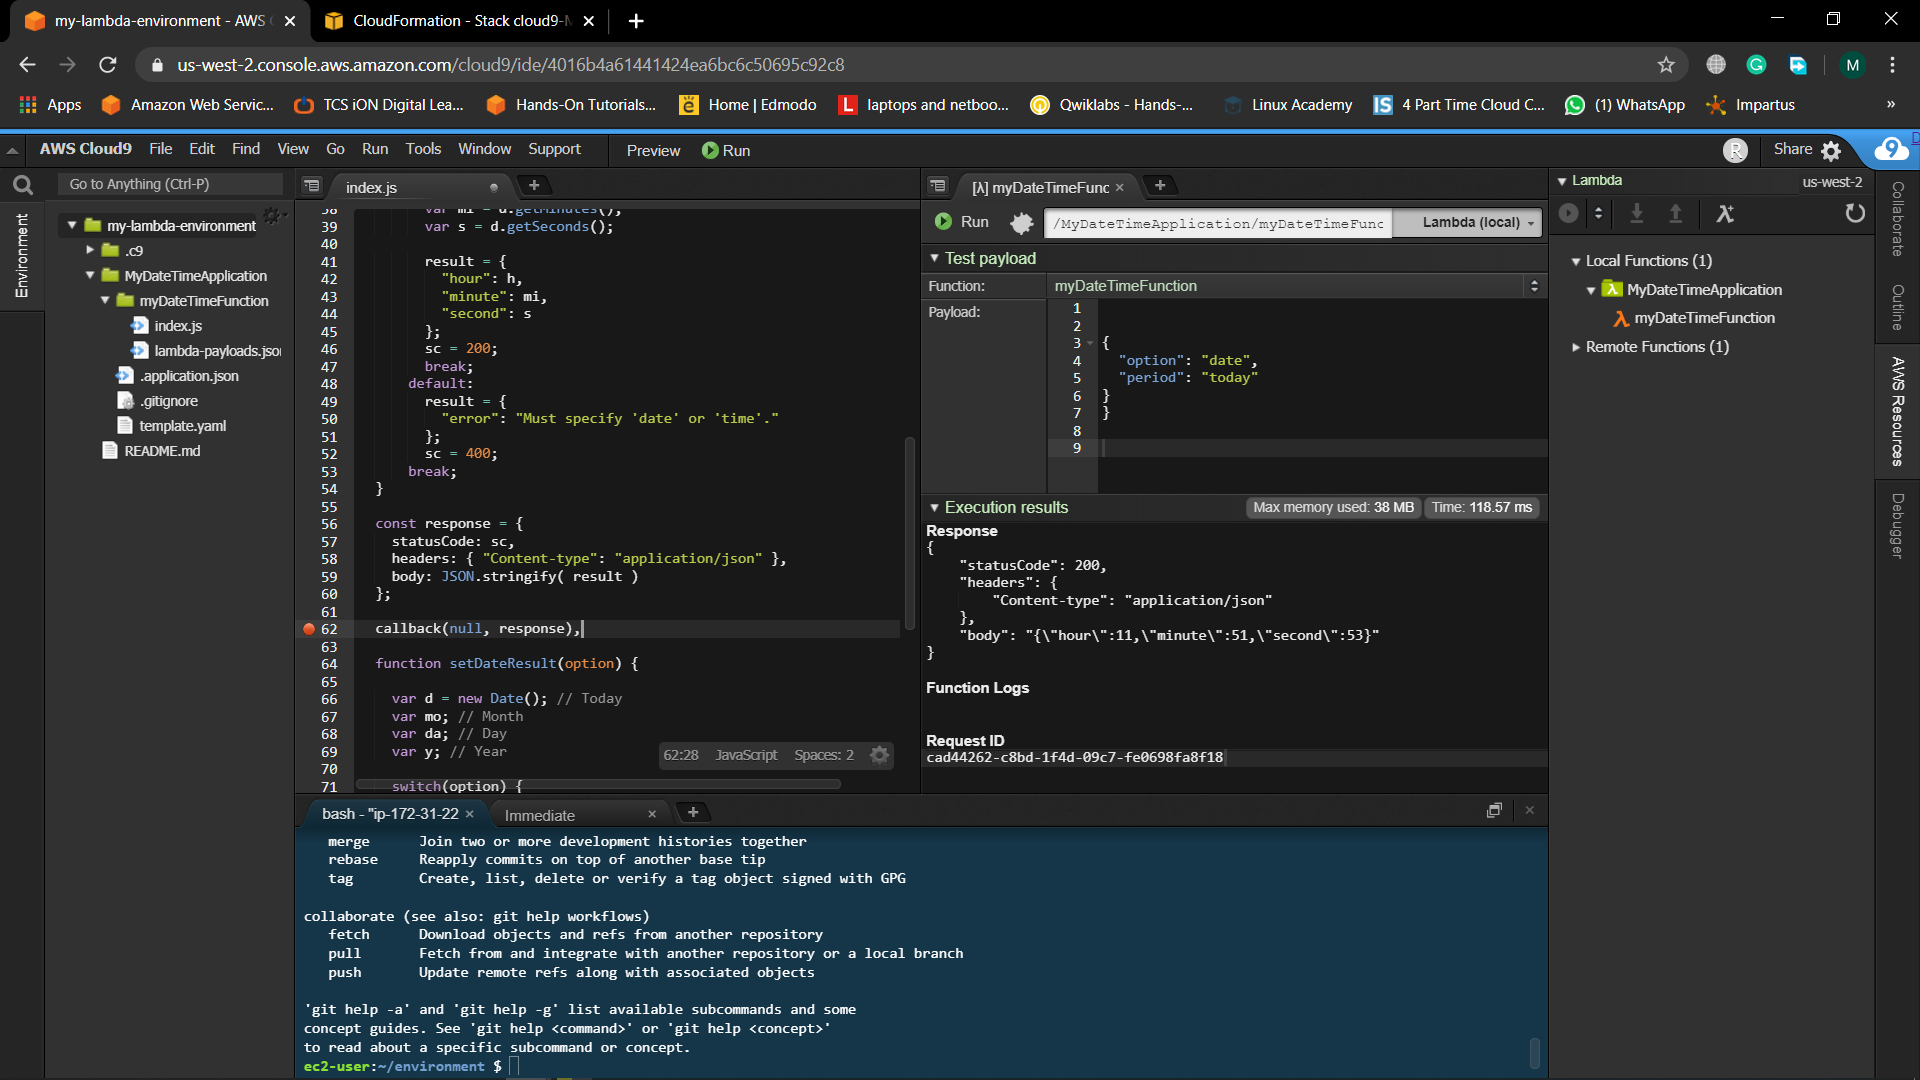 my-lambda-environment - AWS C
CloudFormation - Stack cloud9-M
us-west-2.console.aws.amazon.com/cloud9/ide/4016b4a61441424ea6bc6c50695c92c8
M
Apps
Amazon Web Servic...
TCS iON Digital Lea...
Hands-On Tutorials...
Home | Edmodo
laptops and netboo...
Qwiklabs - Hands-...
Linux Academy
4 Part Time Cloud C...
(1) WhatsApp
Impartus
»
AWS Cloud9 File Edit Find View Go Run Tools Window Support Preview Run
R
Share
9
Go to Anything (Ctrl-P)
Environment
my-lambda-environment
.c9
MyDateTimeApplication
myDateTimeFunction
index.js
lambda-payloads.jso
.application.json
.gitignore
template.yaml
README.md
index.js
38 var mi = d.getMinutes();
39 var s = d.getSeconds();
40
41 result = {
42 "hour": h,
43 "minute": mi,
44 "second": s
45 };
46 sc = 200;
47 break;
48 default:
49 result = {
50 "error": "Must specify 'date' or 'time'."
51 };
52 sc = 400;
53 break;
54 }
55
56 const response = {
57 statusCode: sc,
58 headers: { "Content-type": "application/json" },
59 body: JSON.stringify( result )
60 };
61
62 callback(null, response),
63
64 function setDateResult(option) {
65
66 var d = new Date(); // Today
67 var mo; // Month
68 var da; // Day
69 var y; // Year
70
71 switch(option) {
62:28 JavaScript Spaces: 2
[λ] myDateTimeFunc
Run
/MyDateTimeApplication/myDateTimeFunc
Lambda (local)
Test payload
Function: myDateTimeFunction
Payload:
1
2
3 {
4 "option": "date",
5 "period": "today"
6 }
7 }
8
9
Execution results
Max memory used: 38 MB
Time: 118.57 ms
Response
{
"statusCode": 200,
"headers": {
"Content-type": "application/json"
},
"body": "{\"hour\":11,\"minute\":51,\"second\":53}"
}
Function Logs
Request ID
cad44262-c8bd-1f4d-09c7-fe0698fa8f18
Lambda
us-west-2
Local Functions (1)
MyDateTimeApplication
myDateTimeFunction
Remote Functions (1)
Collaborate
Outline
AWS Resources
Debugger
bash - "ip-172-31-22
Immediate
merge Join two or more development histories together
rebase Reapply commits on top of another base tip
tag Create, list, delete or verify a tag object signed with GPG
collaborate (see also: git help workflows)
fetch Download objects and refs from another repository
pull Fetch from and integrate with another repository or a local branch
push Update remote refs along with associated objects
'git help -a' and 'git help -g' list available subcommands and some
concept guides. See 'git help <command>' or 'git help <concept>'
to read about a specific subcommand or concept.
ec2-user:~/environment $